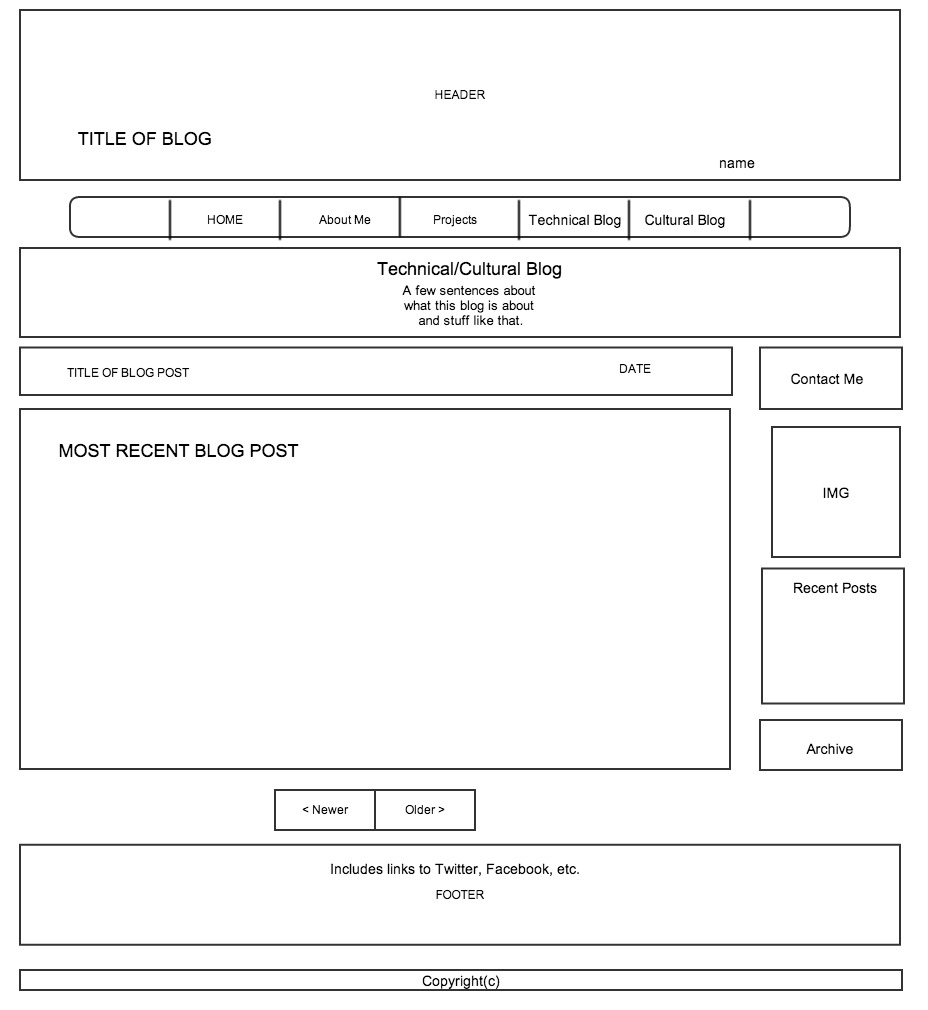 HEADER
TITLE OF BLOG
name
HOME
About Me
Projects
Technical Blog
Cultural Blog
Technical/Cultural Blog
A few sentences about
what this blog is about
and stuff like that.
TITLE OF BLOG POST
DATE
Contact Me
MOST RECENT BLOG POST
IMG
Recent Posts
Archive
< Newer
Older >
Includes links to Twitter, Facebook, etc.
FOOTER
Copyright(c)